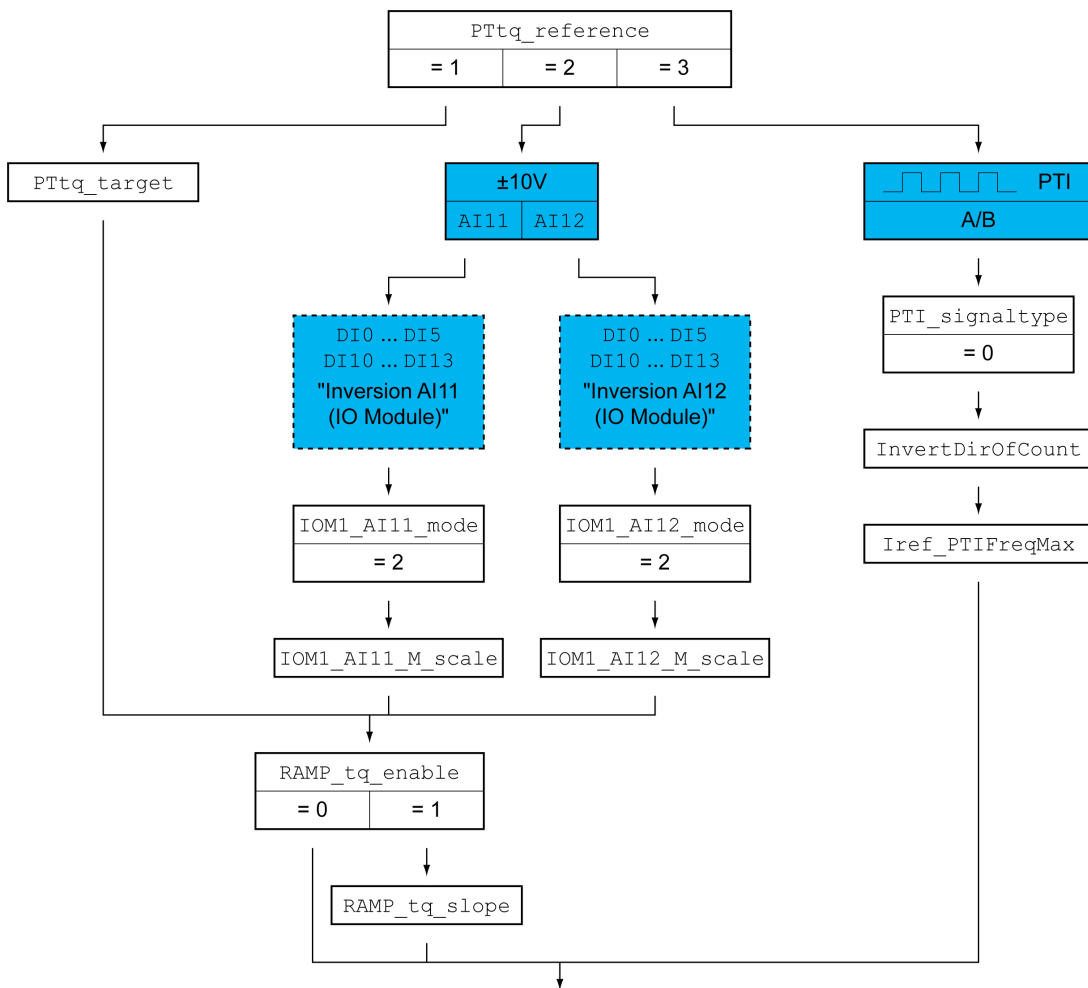 PTtq_reference
= 1 = 2 = 3
PTtq_target
±10V
AI11 AI12
PTI
A/B
DI0 ... DI5
DI10 ... DI13
"Inversion AI11
(IO Module)"
DI0 ... DI5
DI10 ... DI13
"Inversion AI12
(IO Module)"
PTI_signaltype
= 0
InvertDirOfCount
IOM1_AI11_mode
= 2
IOM1_AI12_mode
= 2
Iref_PTIFreqMax
IOM1_AI11_M_scale
IOM1_AI12_M_scale
RAMP_tq_enable
= 0 = 1
RAMP_tq_slope